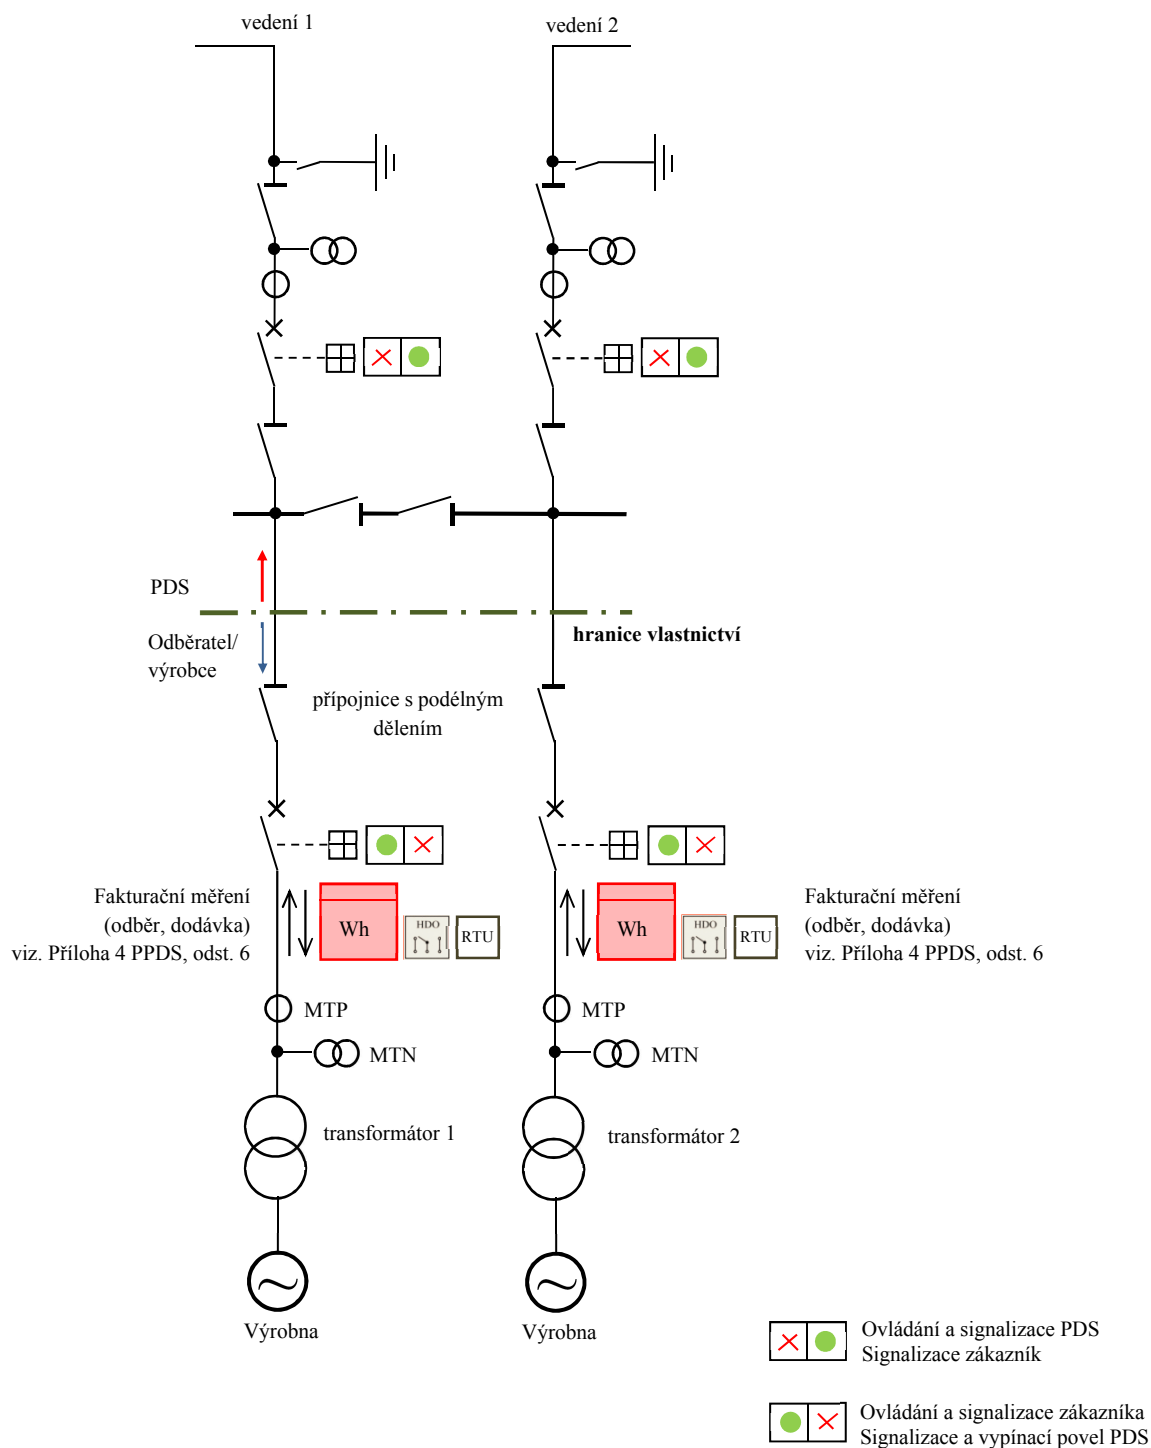 vedení 1
vedení 2
PDS
hranice vlastnictví
Odběratel/
výrobce
přípojnice s podélným
dělením
Fakturační měření
(odběr, dodávka)
viz. Příloha 4 PPDS, odst. 6
Wh
HDO
RTU
Wh
HDO
RTU
Fakturační měření
(odběr, dodávka)
viz. Příloha 4 PPDS, odst. 6
MTP
MTP
MTN
MTN
transformátor 1
transformátor 2
Výrobna
Výrobna
Ovládání a signalizace PDS
Signalizace zákazník
Ovládání a signalizace zákazníka
Signalizace a vypínací povel PDS